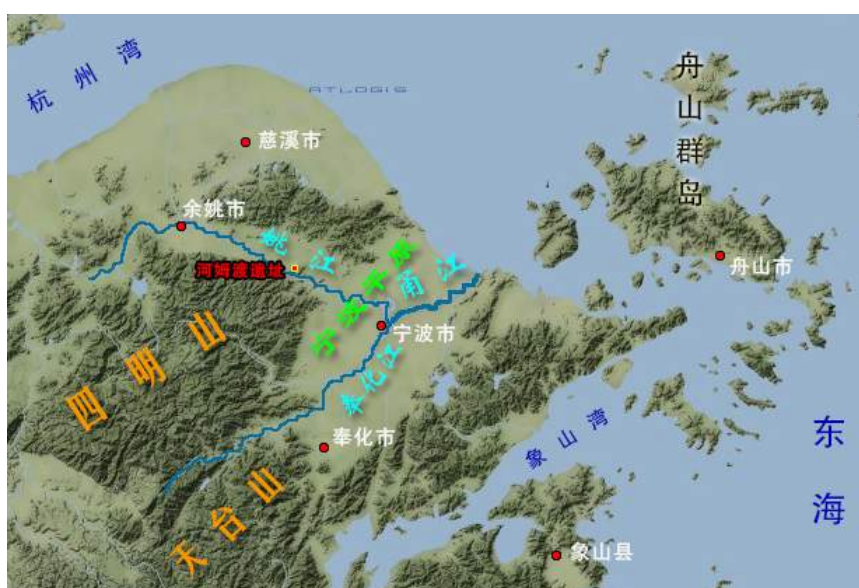 杭州湾
ATLOGIS
舟山群岛
慈溪市
余姚市
姚江
宁波平原
甬江
舟山市
河姆渡遗址
宁波市
四明山
奉化江
奉化市
象山湾
东海
天台山
象山县